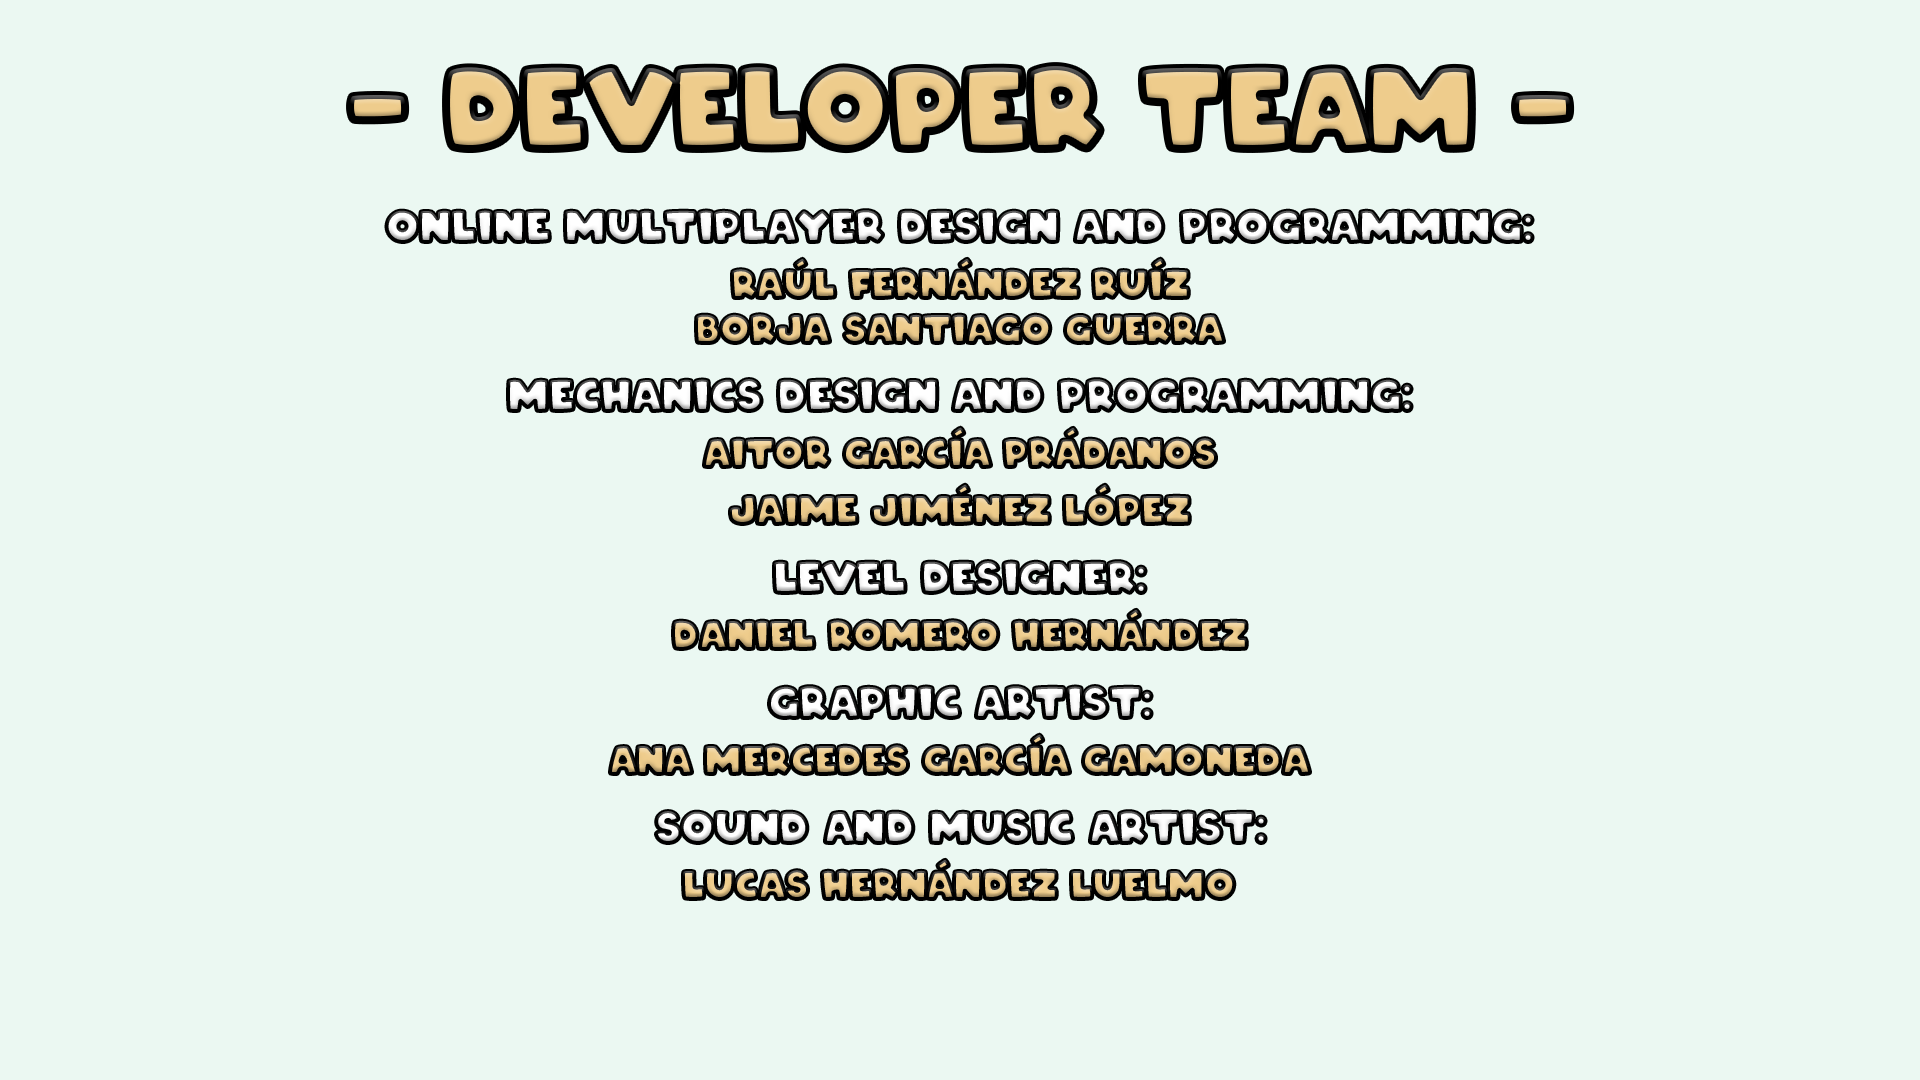 - DEVELOPER TEAM -
ONLINE MULTIPLAYER DESIGN AND PROGRAMMING:
RAÚL FERNÁNDEZ RUÍZ
BORJA SANTIAGO GUERRA
MECHANICS DESIGN AND PROGRAMMING:
AITOR GARCÍA PRÁDANOS
JAIME JIMÉNEZ LÓPEZ
LEVEL DESIGNER:
DANIEL ROMERO HERNÁNDEZ
GRAPHIC ARTIST:
ANA MERCEDES GARCÍA GAMONEDA
SOUND AND MUSIC ARTIST:
LUCAS HERNÁNDEZ LUELMO